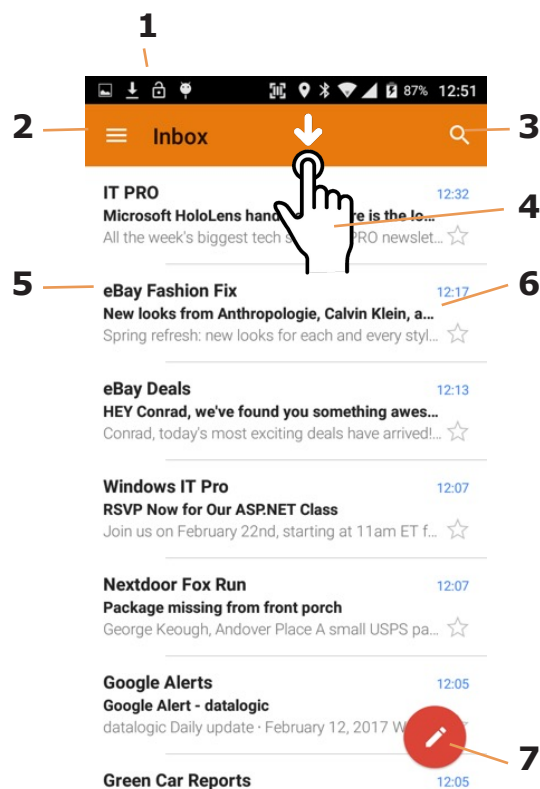 1
87% 12:51
2 Inbox 3
IT PRO 12:32
Microsoft HoloLens hand re is the lo...
4
All the week's biggest tech s PRO newslet...
5 eBay Fashion Fix 12:17 6
New looks from Anthropologie, Calvin Klein, a...
Spring refresh: new looks for each and every styl...
eBay Deals 12:13
HEY Conrad, we've found you something awes...
Conrad, today's most exciting deals have arrived!...
Windows IT Pro 12:07
RSVP Now for Our ASP.NET Class
Join us on February 22nd, starting at 11am ET f...
Nextdoor Fox Run 12:07
Package missing from front porch
George Keough, Andover Place A small USPS pa...
Google Alerts 12:05
Google Alert - datalogic
datalogic Daily update · February 12, 2017 W
7
Green Car Reports 12:05